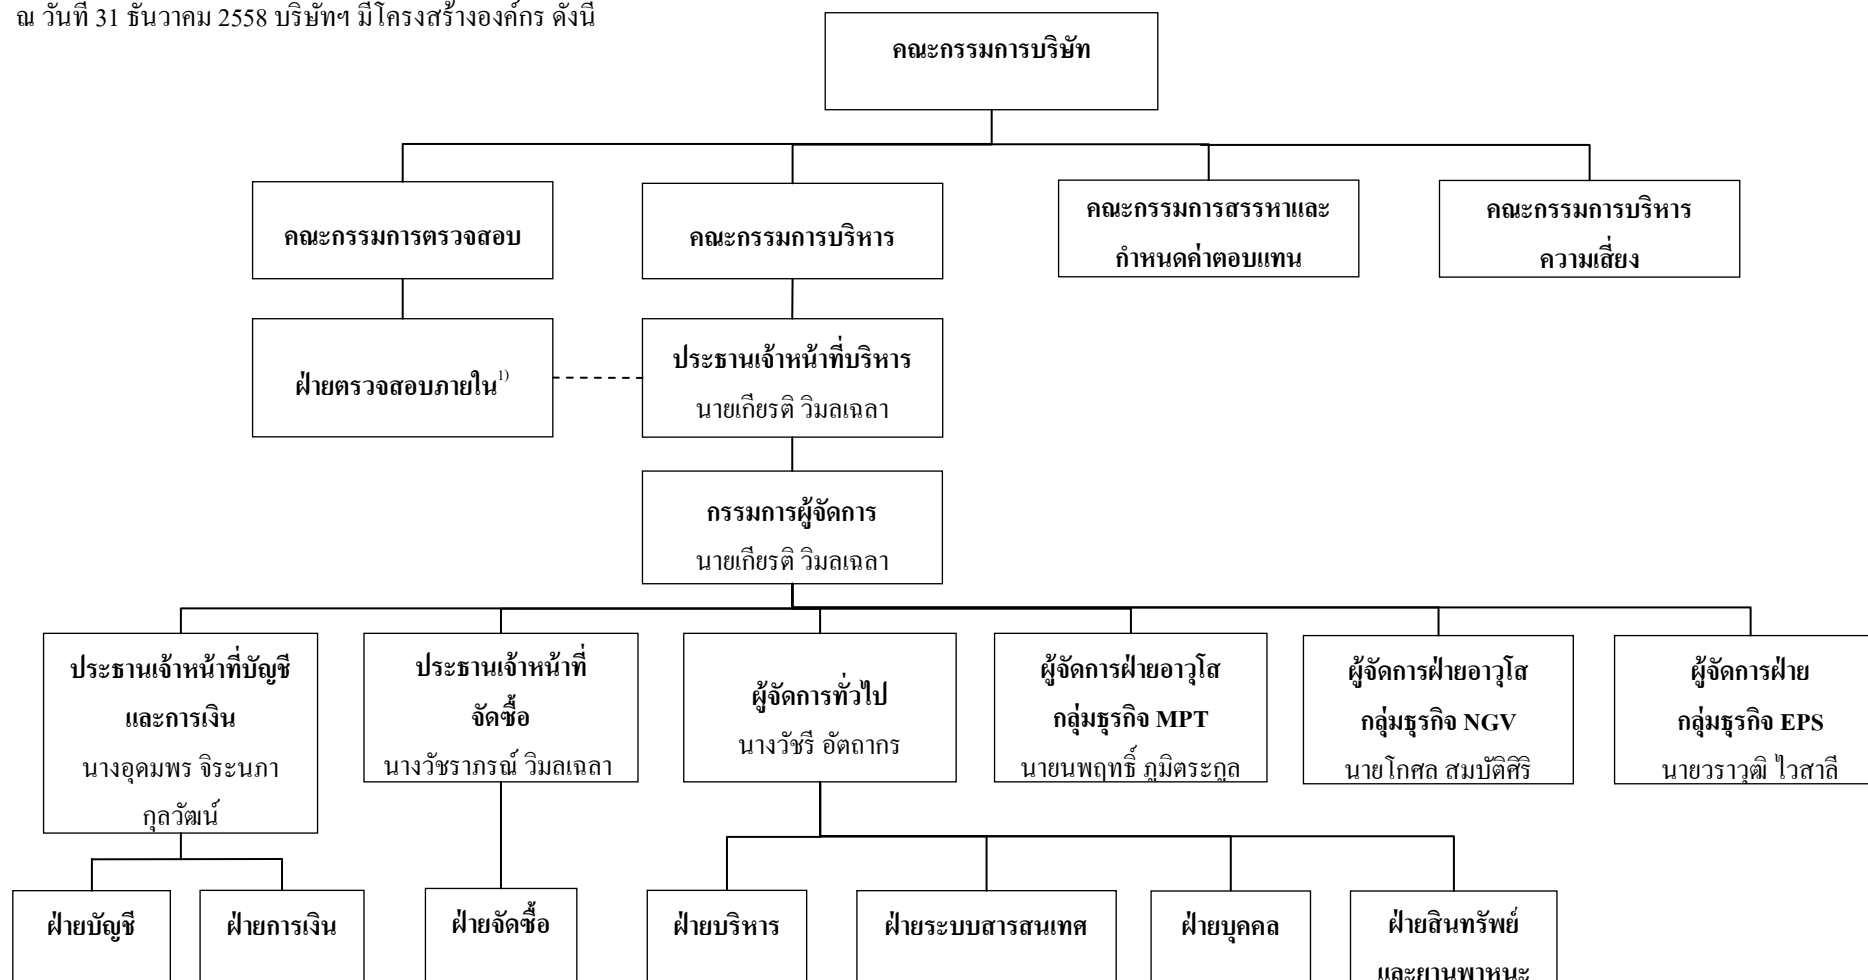 ณ วันที่ 31 ธันวาคม 2558 บริษัทฯ มีโครงสร้างองค์กร ดังนี้
คณะกรรมการบริษัท
คณะกรรมการตรวจสอบ
คณะกรรมการบริหาร
คณะกรรมการสรรหาและ
กำหนดค่าตอบแทน
คณะกรรมการบริหาร
ความเสี่ยง
ฝ่ายตรวจสอบภายใน1)
ประธานเจ้าหน้าที่บริหาร
นายเกียรติ วิมลเฉลา
กรรมการผู้จัดการ
นายเกียรติ วิมลเฉลา
ประธานเจ้าหน้าที่บัญชี
และการเงิน
นางอุดมพร จิระนภา
กุลวัฒน์
ประธานเจ้าหน้าที่
จัดซื้อ
นางวัชราภรณ์ วิมลเฉลา
ผู้จัดการทั่วไป
นางวัชรี อัตถากร
ผู้จัดการฝ่ายอาวุโส
กลุ่มธุรกิจ MPT
นายนพฤทธิ์ ภูมิตระกูล
ผู้จัดการฝ่ายอาวุโส
กลุ่มธุรกิจ NGV
นายโกศล สมบัติศิริ
ผู้จัดการฝ่าย
กลุ่มธุรกิจ EPS
นายวราวุฒิ ไวสาลี
ฝ่ายบัญชี
ฝ่ายการเงิน
ฝ่ายจัดซื้อ
ฝ่ายบริหาร
ฝ่ายระบบสารสนเทศ
ฝ่ายบุคคล
ฝ่ายสินทรัพย์
และยานพาหนะ